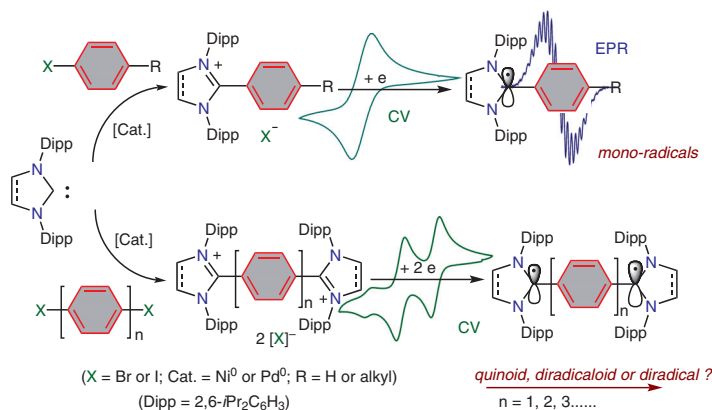 Dipp
N
+
N
Dipp
X
R
[Cat.]
R
X⁻
+ e
CV
Dipp
N
N
Dipp
R
EPR
mono-radicals
Dipp
N
N
Dipp
:
[Cat.]
X
X
n
Dipp
N
+
N
Dipp
n
Dipp
N
N
+
Dipp
2 [X]⁻
+ 2 e
CV
Dipp
N
N
Dipp
n
Dipp
N
N
Dipp
(X = Br or I; Cat. = Ni⁰ or Pd⁰; R = H or alkyl)
(Dipp = 2,6-iPr₂C₆H₃)
quinoid, diradicaloid or diradical ?
n = 1, 2, 3......